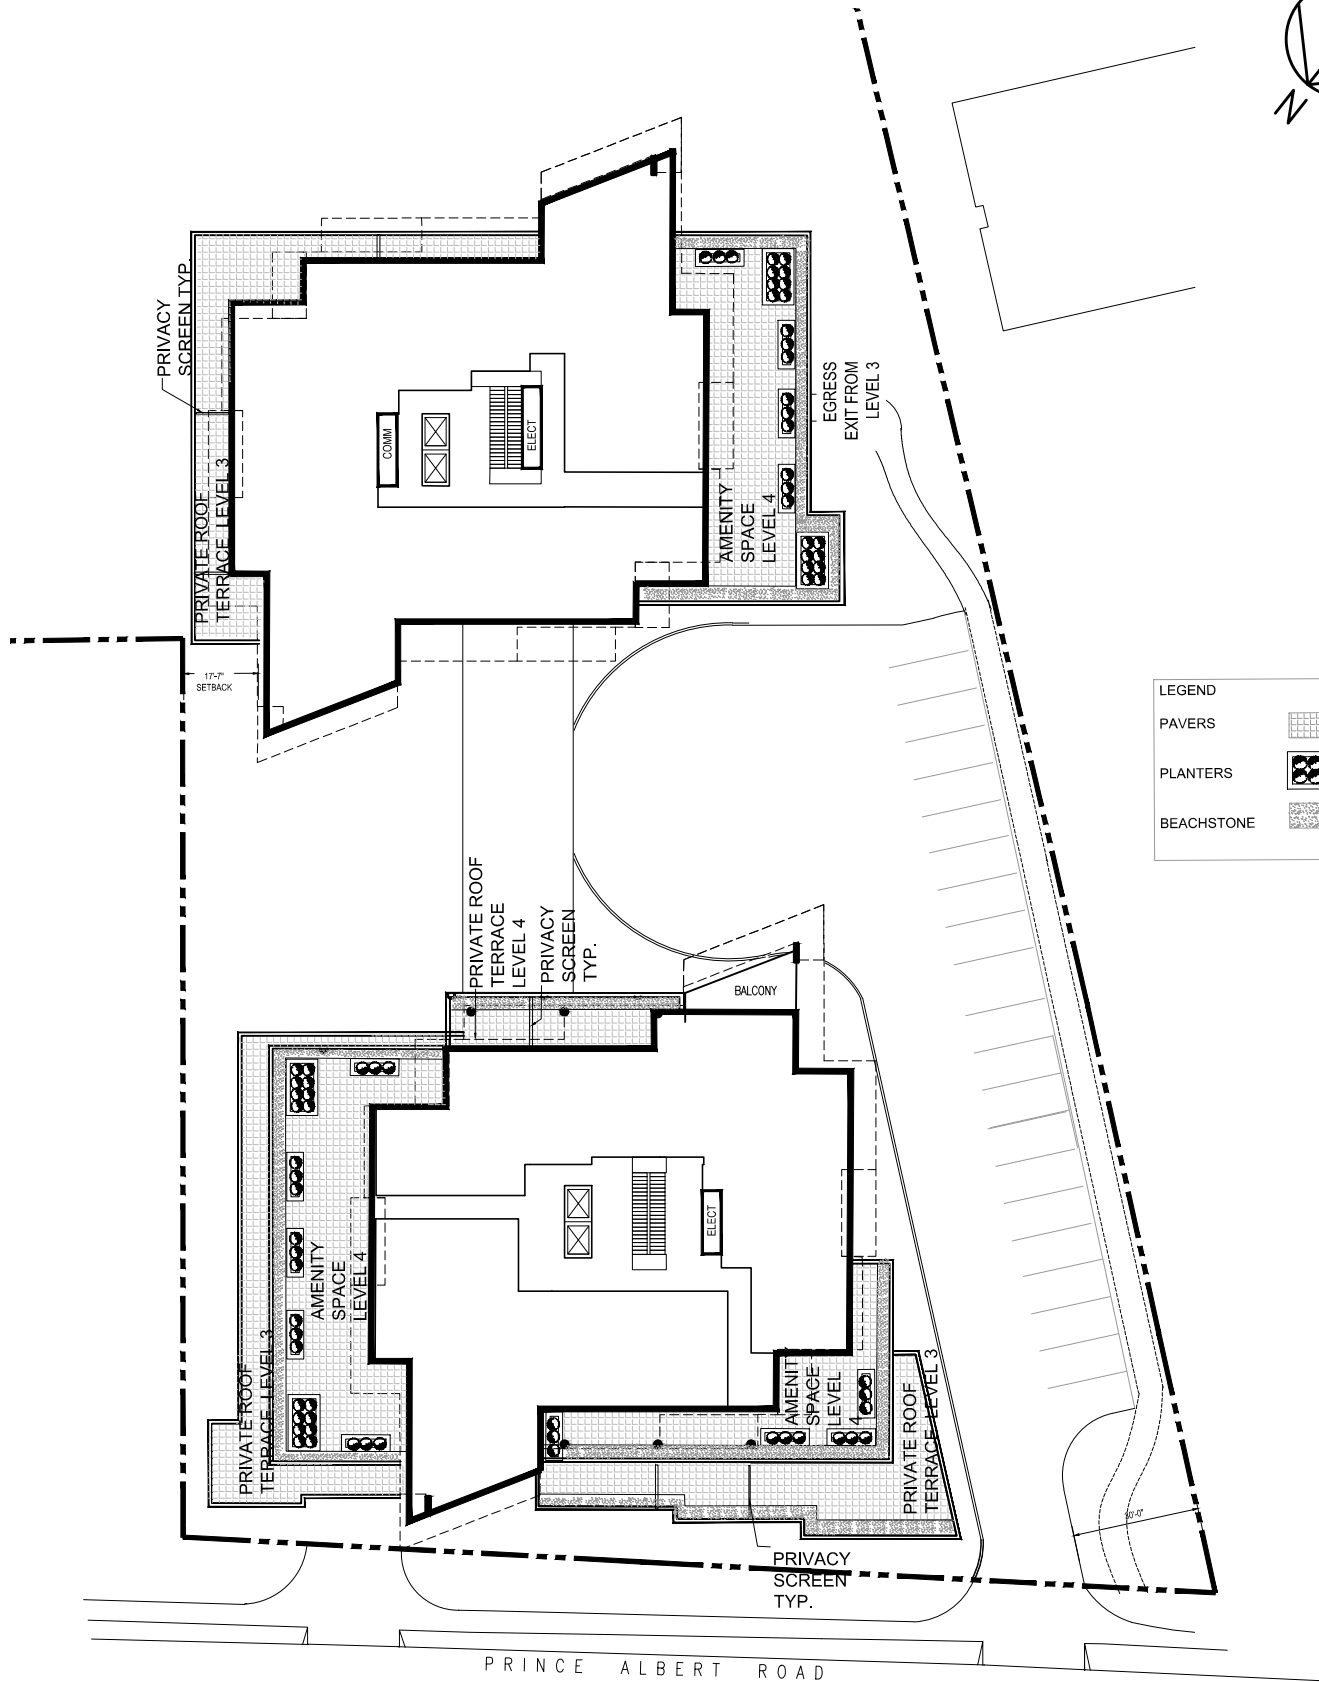 N
PRIVACY
SCREEN TYP.
EGRESS
EXIT FROM
LEVEL 3
COMM
ELECT
PRIVATE ROOF
TERRACE LEVEL 3
AMENITY
SPACE
LEVEL 4
17'-7"
SETBACK
LEGEND
PAVERS
PLANTERS
BEACHSTONE
PRIVATE ROOF
TERRACE
LEVEL 4
PRIVACY
SCREEN
TYP.
BALCONY
ELECT
AMENITY
SPACE
LEVEL 4
PRIVATE ROOF
TERRACE LEVEL 3
AMENIT
SPACE
LEVEL
4
PRIVATE ROOF
TERRACE LEVEL 3
PRIVACY
SCREEN
TYP.
PRINCE ALBERT ROAD